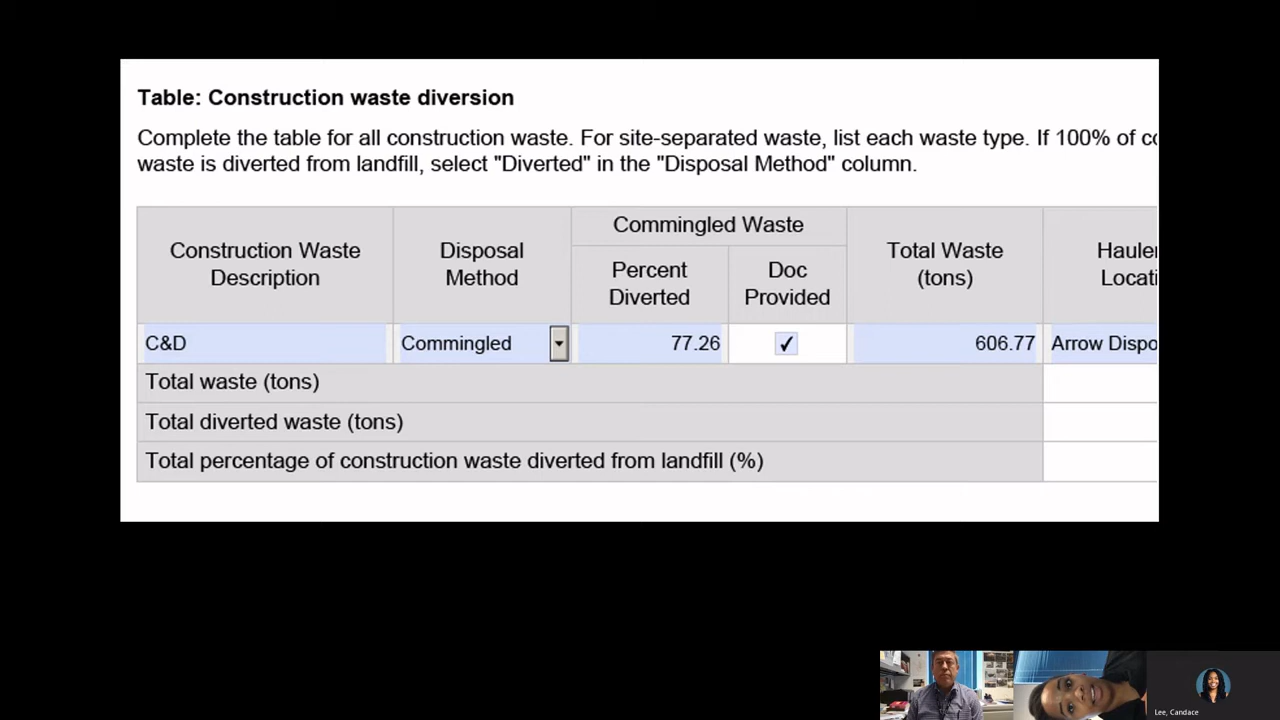 Table: Construction waste diversion
Complete the table for all construction waste. For site-separated waste, list each waste type. If 100% of co
waste is diverted from landfill, select "Diverted" in the "Disposal Method" column.
Construction Waste Description
Disposal Method
Commingled Waste
Percent Diverted
Doc Provided
Total Waste (tons)
Hauler
Locati
C&D
Commingled
77.26
✓
606.77
Arrow Dispo
Total waste (tons)
Total diverted waste (tons)
Total percentage of construction waste diverted from landfill (%)
Lee, Candace